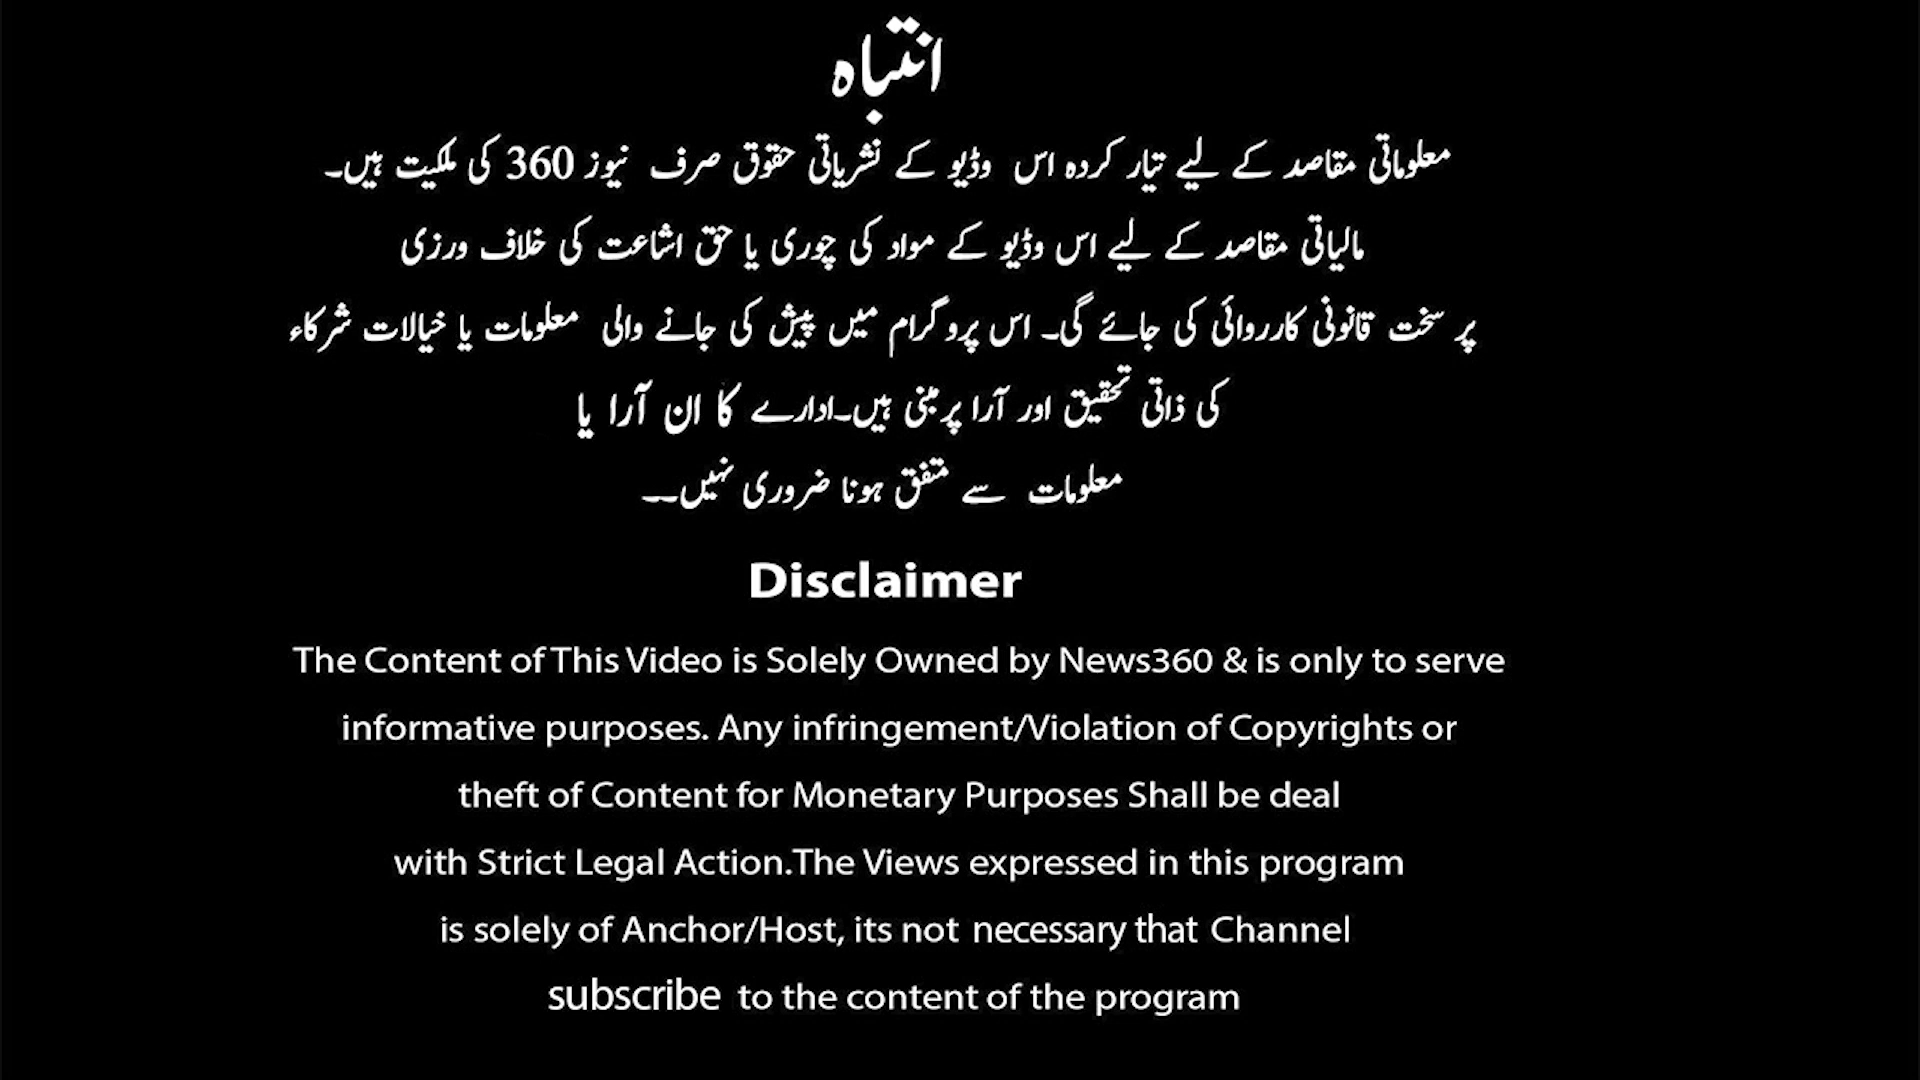 انتباہ
معلوماتی مقاصد کے لیے تیار کردہ اس وڈیو کے نشریاتی حقوق صرف نیوز 360 کی ملکیت ہیں۔
مالیاتی مقاصد کے لیے اس وڈیو کے مواد کی چوری یا حق اشاعت کی خلاف ورزی
پر سخت قانونی کارروائی کی جائے گی۔ اس پروگرام میں پیش کی جانے والی معلومات یا خیالات شرکاء
کی ذاتی تحقیق اور آرا پر مبنی ہیں۔ادارے کا ان آرا یا
معلومات سے متفق ہونا ضروری نہیں۔۔
Disclaimer
The Content of This Video is Solely Owned by News360 & is only to serve
informative purposes. Any infringement/Violation of Copyrights or
theft of Content for Monetary Purposes Shall be deal
with Strict Legal Action.The Views expressed in this program
is solely of Anchor/Host, its not necessary that Channel
subscribe to the content of the program